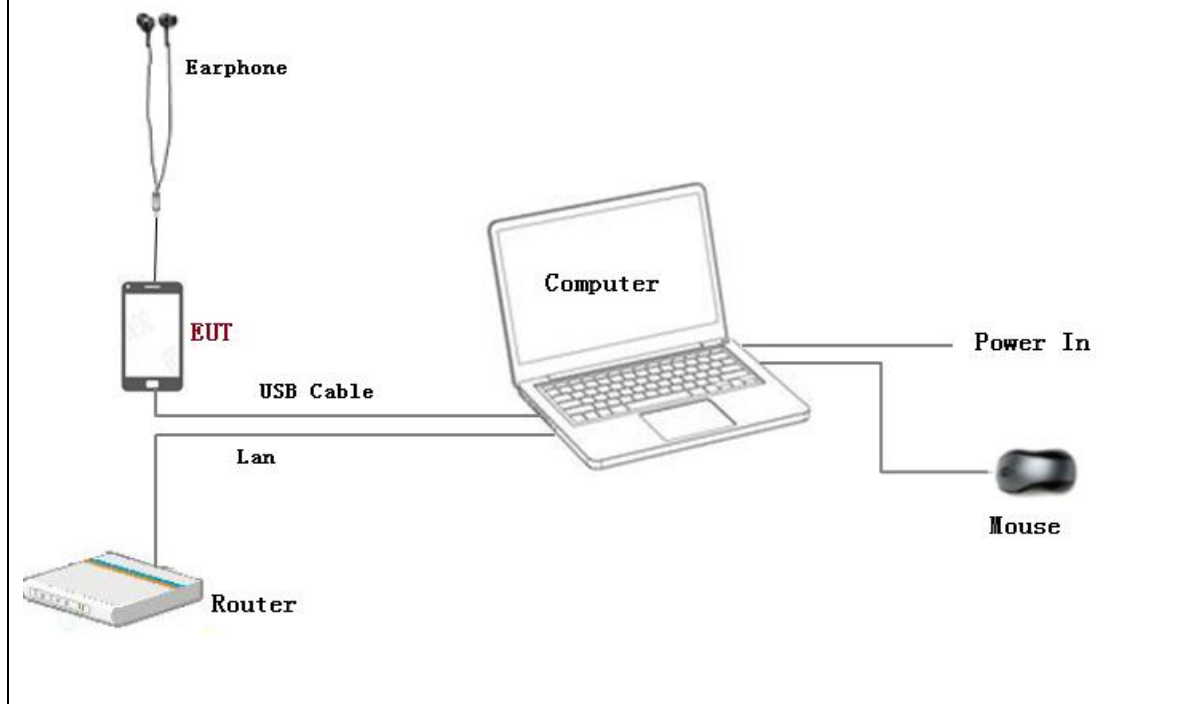 Earphone
Computer
EUT
Power In
USB Cable
Lan
Mouse
Router